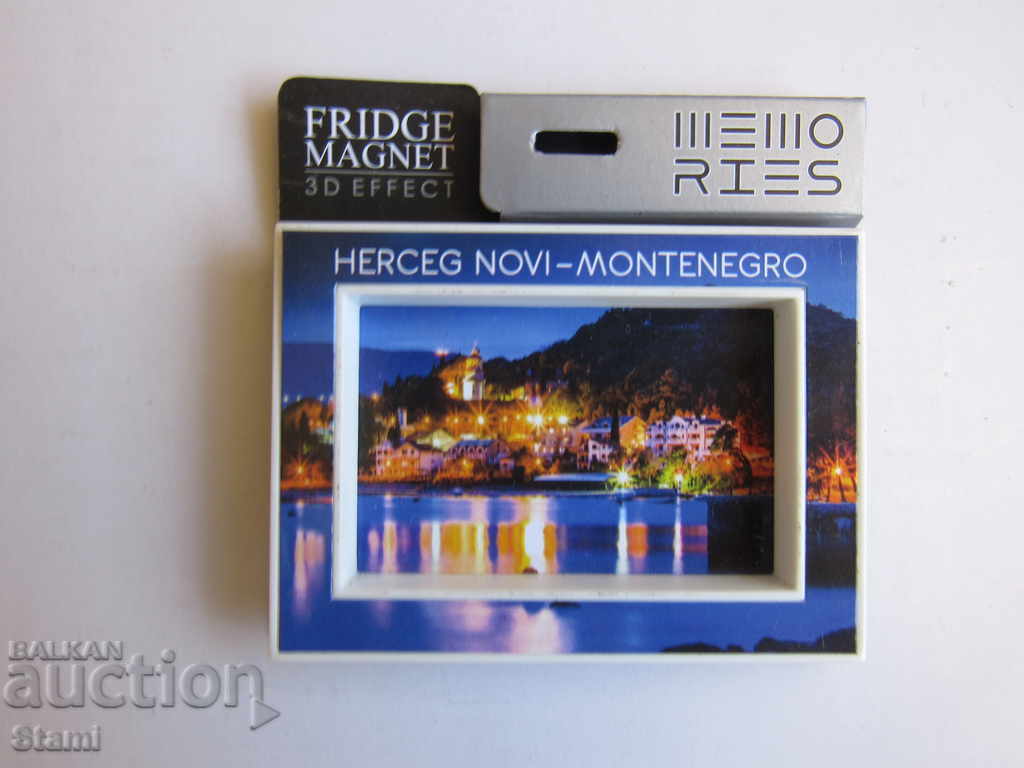 FRIDGE
MAGNET
3D EFFECT
MEMO
RIES
HERCEG NOVI – MONTENEGRO
BALKAN
auction
Stami